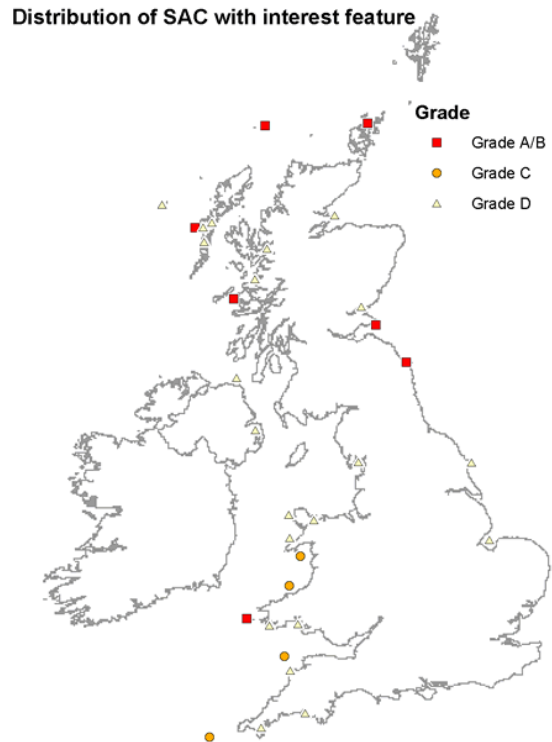 Distribution of SAC with interest feature
Grade
Grade A/B
Grade C
Grade D